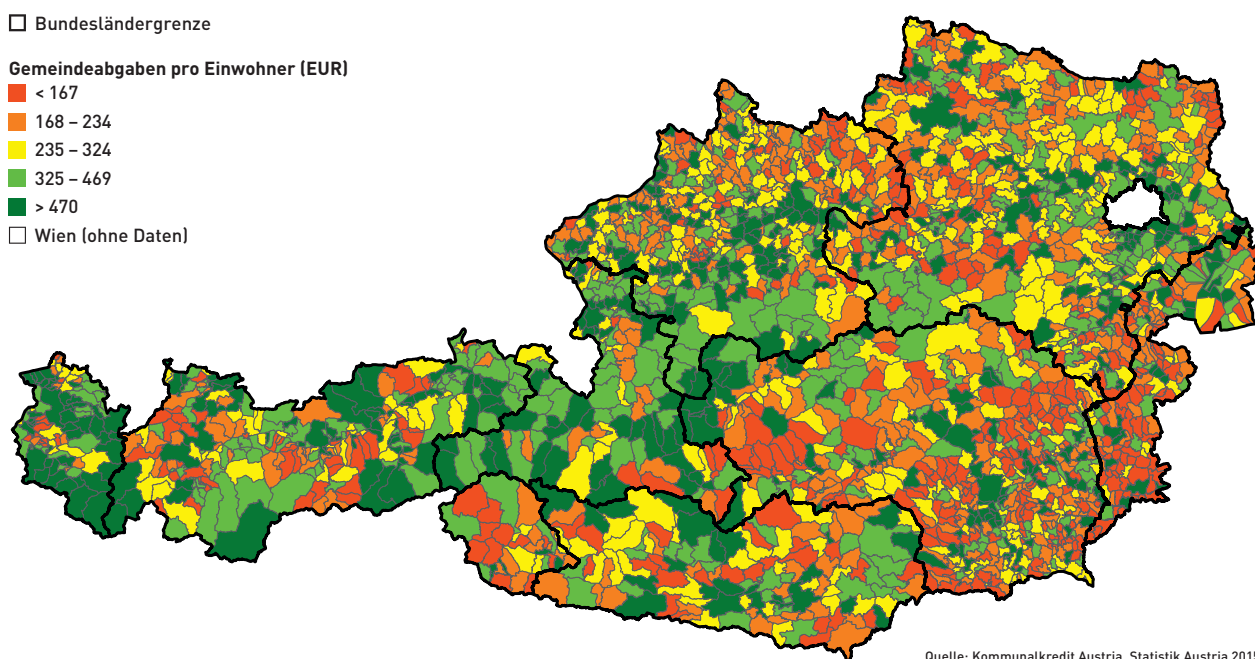 Bundesländergrenze
Gemeindeabgaben pro Einwohner (EUR)
< 167
168 – 234
235 – 324
325 – 469
> 470
Wien (ohne Daten)
Quelle: Kommunalkredit Austria, Statistik Austria 2015